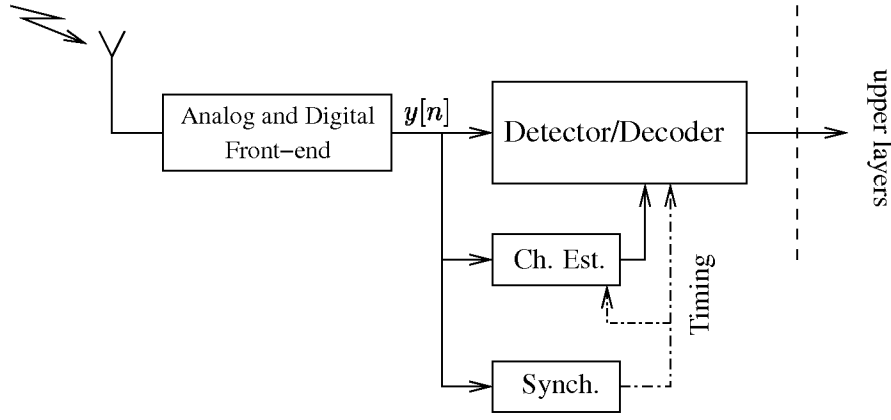 Analog and Digital
Front-end
y[n]
Detector/Decoder
upper layers
Ch. Est.
Timing
Synch.